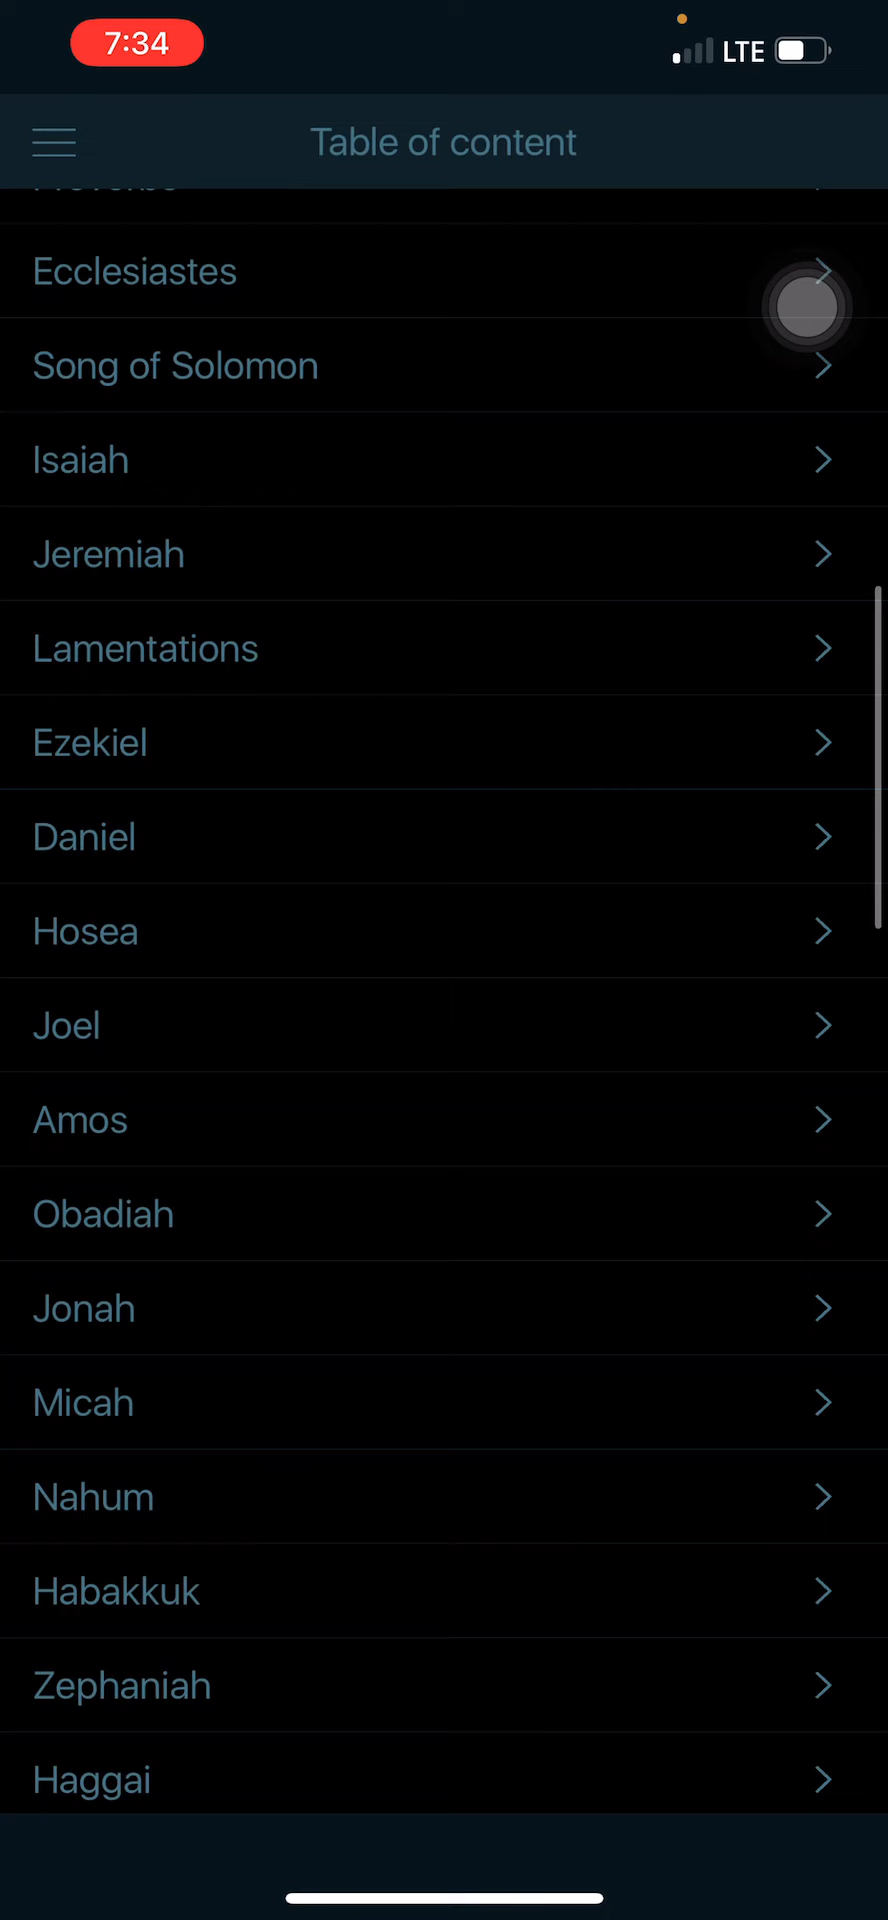 7:34
LTE
Table of content
Ecclesiastes
Song of Solomon
Isaiah
Jeremiah
Lamentations
Ezekiel
Daniel
Hosea
Joel
Amos
Obadiah
Jonah
Micah
Nahum
Habakkuk
Zephaniah
Haggai